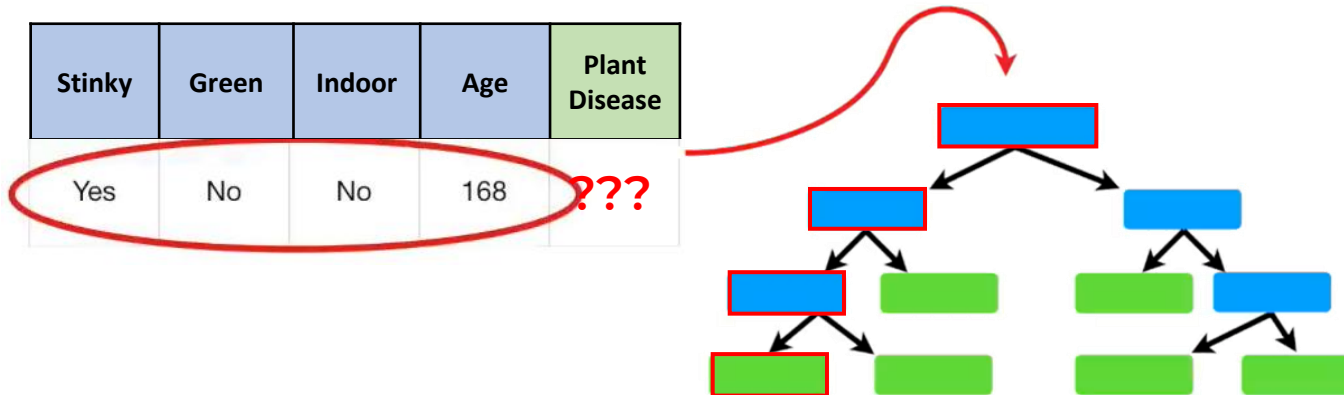 Stinky Green Indoor Age Plant Disease
Yes No No 168 ???